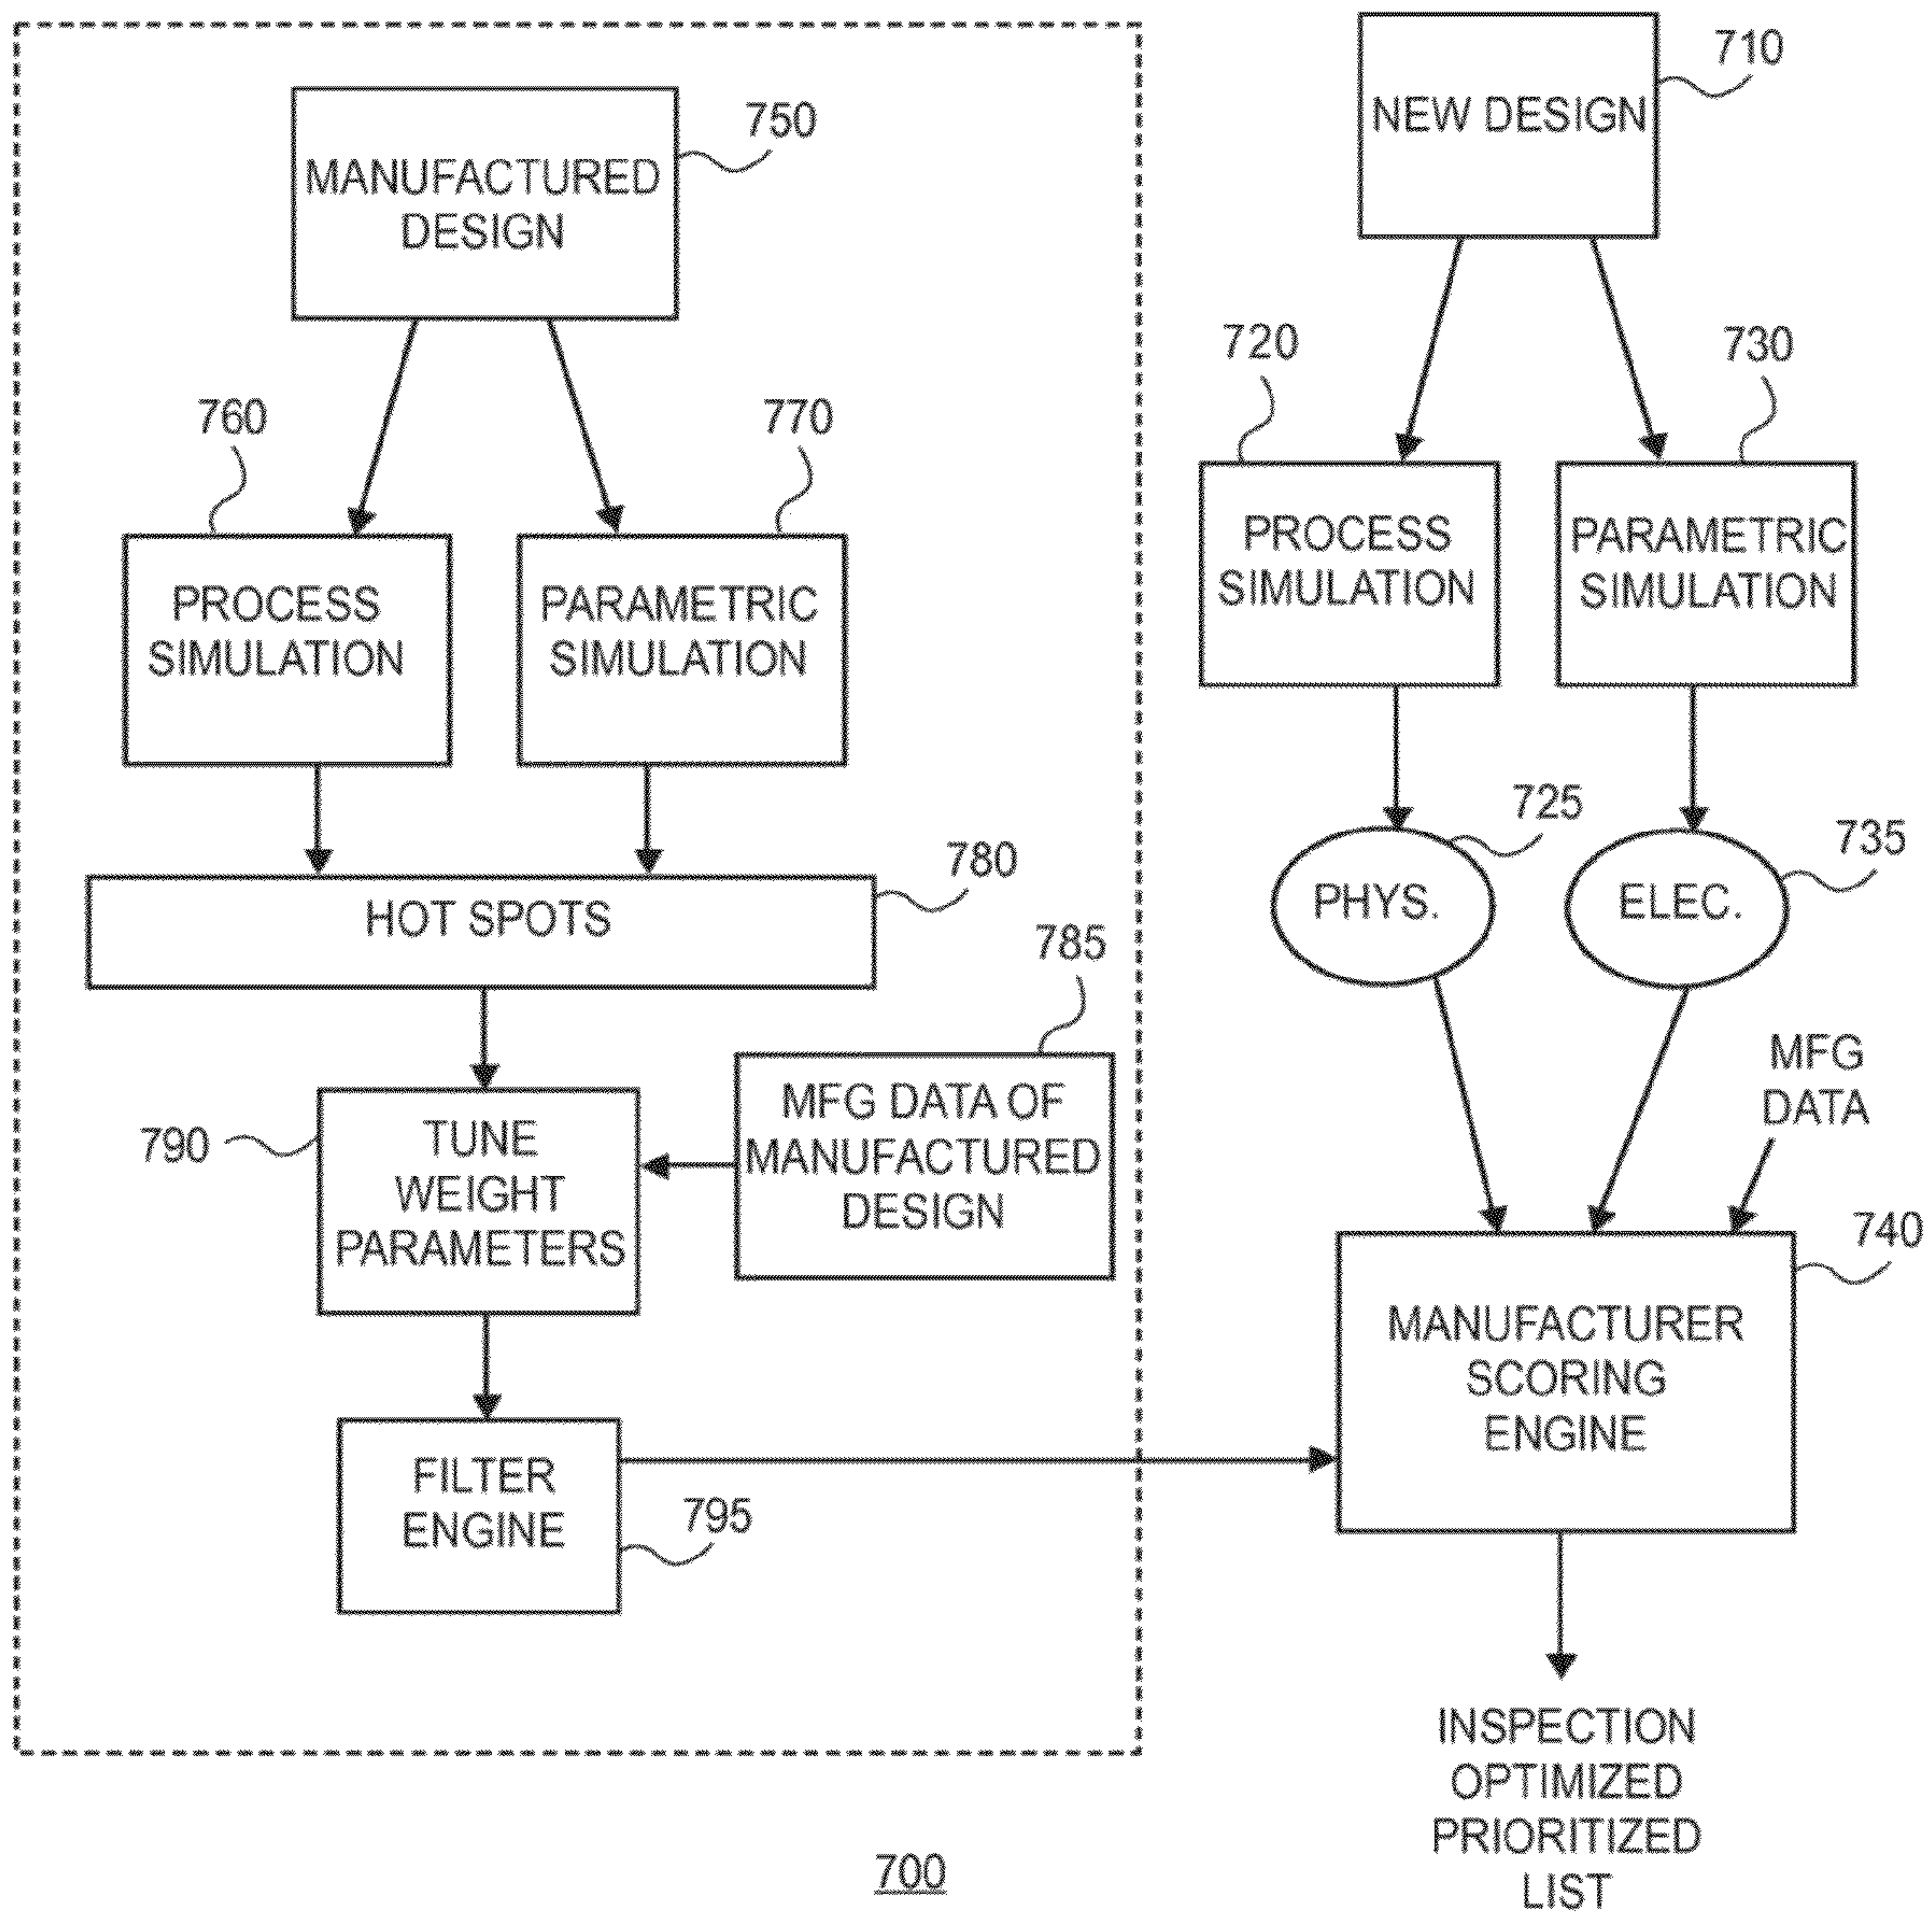 750
MANUFACTURED
DESIGN
760
770
PROCESS
SIMULATION
PARAMETRIC
SIMULATION
780
HOT SPOTS
785
MFG DATA OF
MANUFACTURED
DESIGN
790
TUNE
WEIGHT
PARAMETERS
FILTER
ENGINE
795
710
NEW DESIGN
720
730
PROCESS
SIMULATION
PARAMETRIC
SIMULATION
725
735
PHYS.
ELEC.
MFG
DATA
740
MANUFACTURER
SCORING
ENGINE
INSPECTION
OPTIMIZED
PRIORITIZED
LIST
700